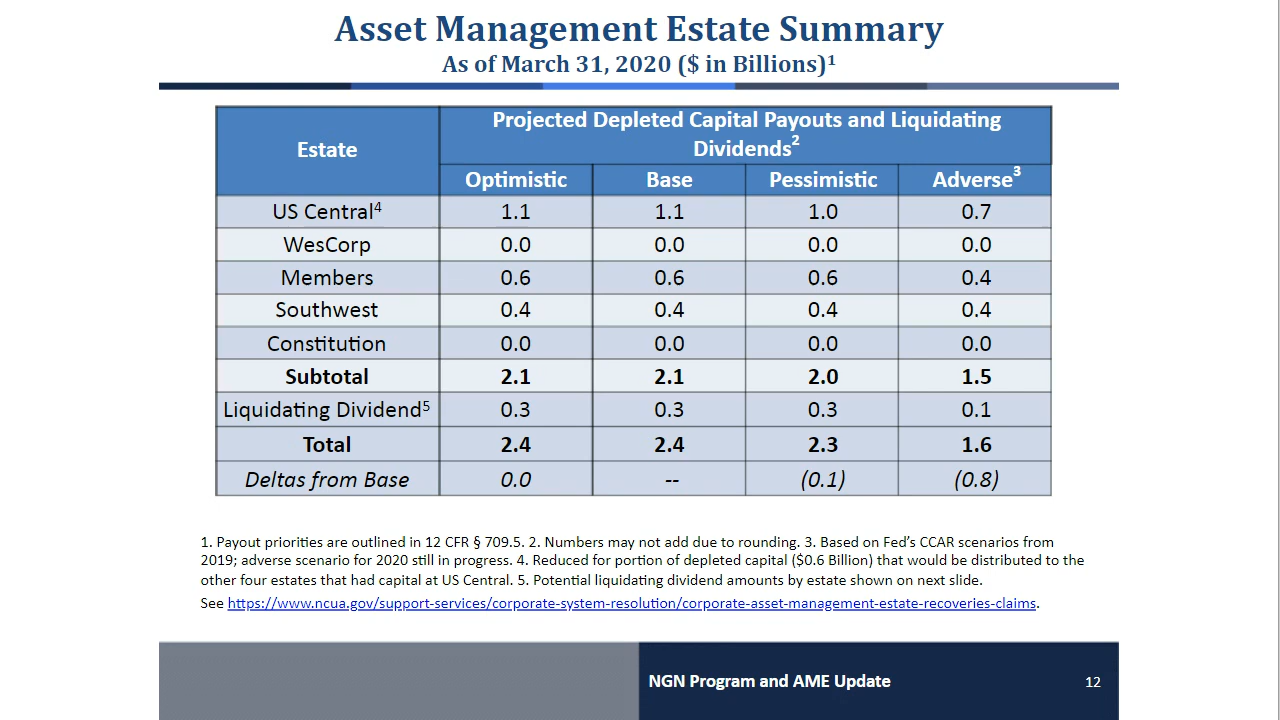 Asset Management Estate Summary
As of March 31, 2020 ($ in Billions)¹
Estate
Projected Depleted Capital Payouts and Liquidating
Dividends²
Optimistic Base Pessimistic Adverse³
US Central⁴ 1.1 1.1 1.0 0.7
WesCorp 0.0 0.0 0.0 0.0
Members 0.6 0.6 0.6 0.4
Southwest 0.4 0.4 0.4 0.4
Constitution 0.0 0.0 0.0 0.0
Subtotal 2.1 2.1 2.0 1.5
Liquidating Dividend⁵ 0.3 0.3 0.3 0.1
Total 2.4 2.4 2.3 1.6
Deltas from Base 0.0 -- (0.1) (0.8)
1. Payout priorities are outlined in 12 CFR § 709.5. 2. Numbers may not add due to rounding. 3. Based on Fed's CCAR scenarios from
2019; adverse scenario for 2020 still in progress. 4. Reduced for portion of depleted capital ($0.6 Billion) that would be distributed to the
other four estates that had capital at US Central. 5. Potential liquidating dividend amounts by estate shown on next slide.
See https://www.ncua.gov/support-services/corporate-system-resolution/corporate-asset-management-estate-recoveries-claims.
NGN Program and AME Update 12